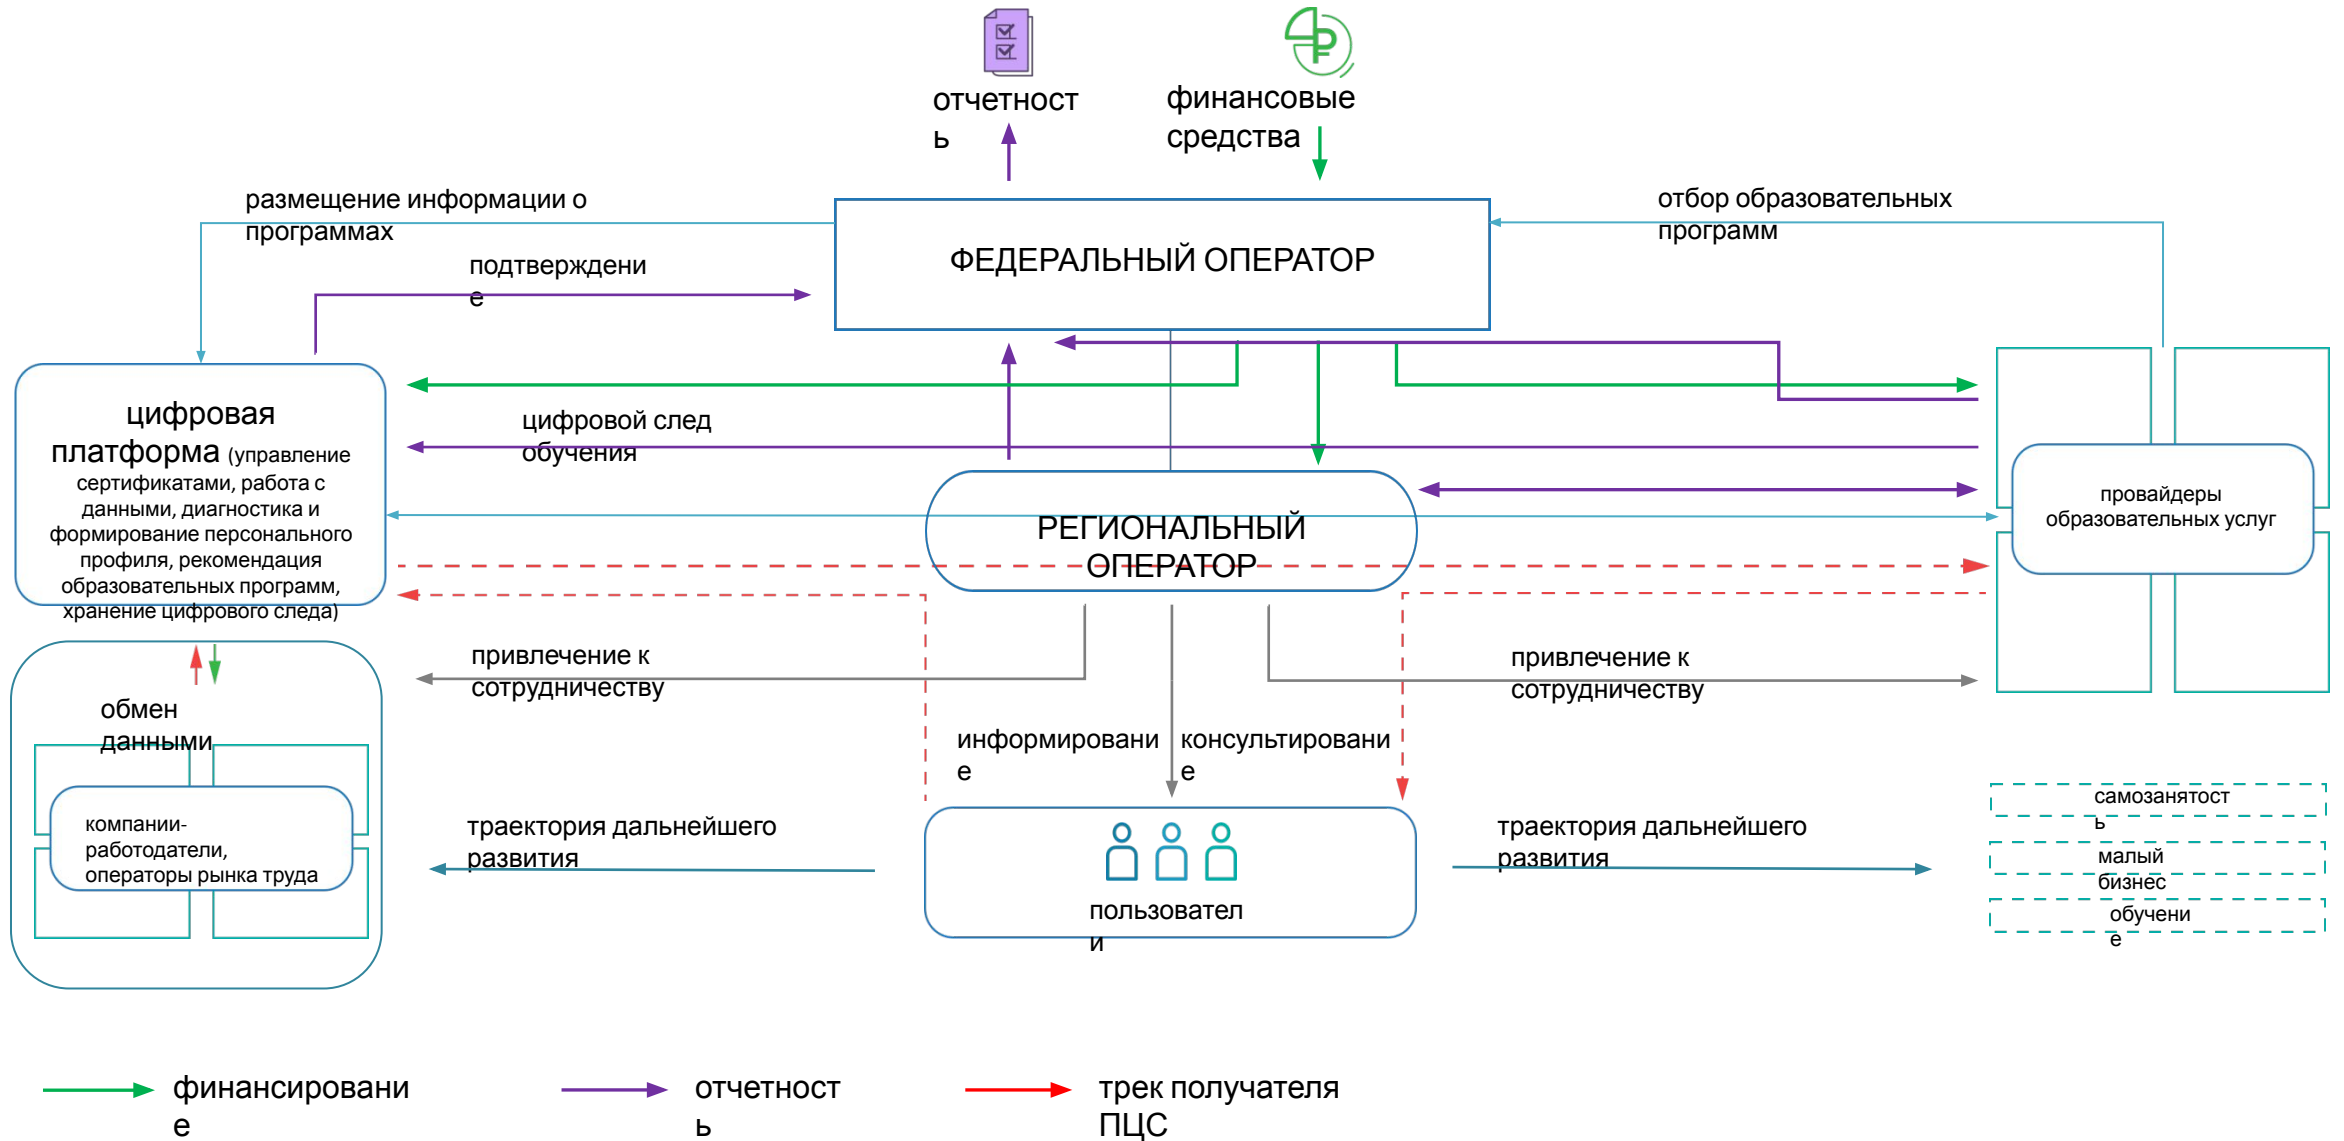 отчетност
ь
финансовые
средства
размещение информации о
программах
отбор образовательных
программ
подтверждени
е
ФЕДЕРАЛЬНЫЙ ОПЕРАТОР
цифровая
платформа (управление
сертификатами, работа с
данными, диагностика и
формирование персонального
профиля, рекомендация
образовательных программ,
хранение цифрового следа)
цифровой след
обучения
РЕГИОНАЛЬНЫЙ
ОПЕРАТОР
провайдеры
образовательных услуг
привлечение к
сотрудничеству
привлечение к
сотрудничеству
обмен
данными
информировани
е
консультировани
е
компании-
работодатели,
операторы рынка труда
траектория дальнейшего
развития
пользовател
и
траектория дальнейшего
развития
самозанятост
ь
малый
бизнес
обучени
е
финансировани
е
отчетност
ь
трек получателя
ПЦС